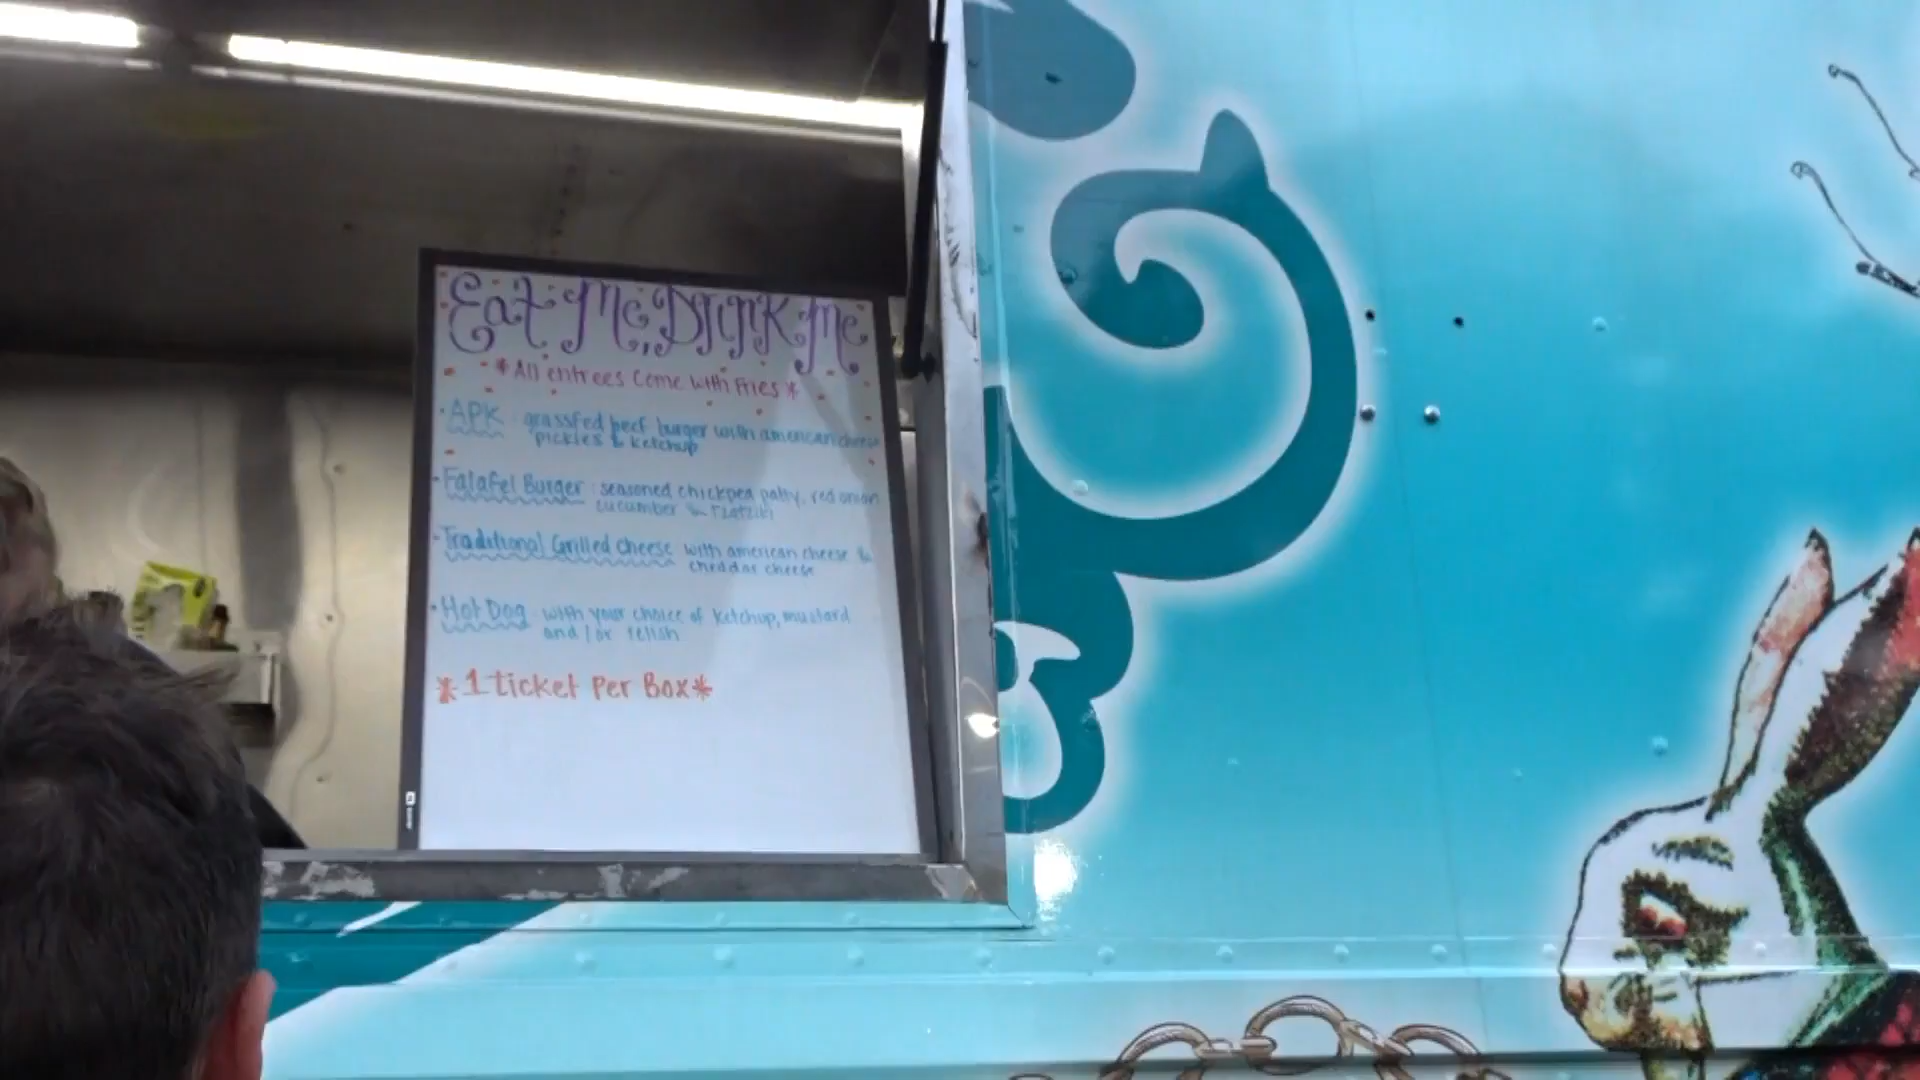 Eat Me, Drink Me
*All entrees come with Fries*
• APK : grassfed beef burger with american cheese
pickles & ketchup
• Falafel Burger : seasoned chickpea patty, red onion
cucumber & Tzatziki
• Traditional Grilled Cheese with american cheese &
cheddar cheese
• Hot Dog : with your choice of ketchup, mustard
and/or relish
*1 ticket Per Box*